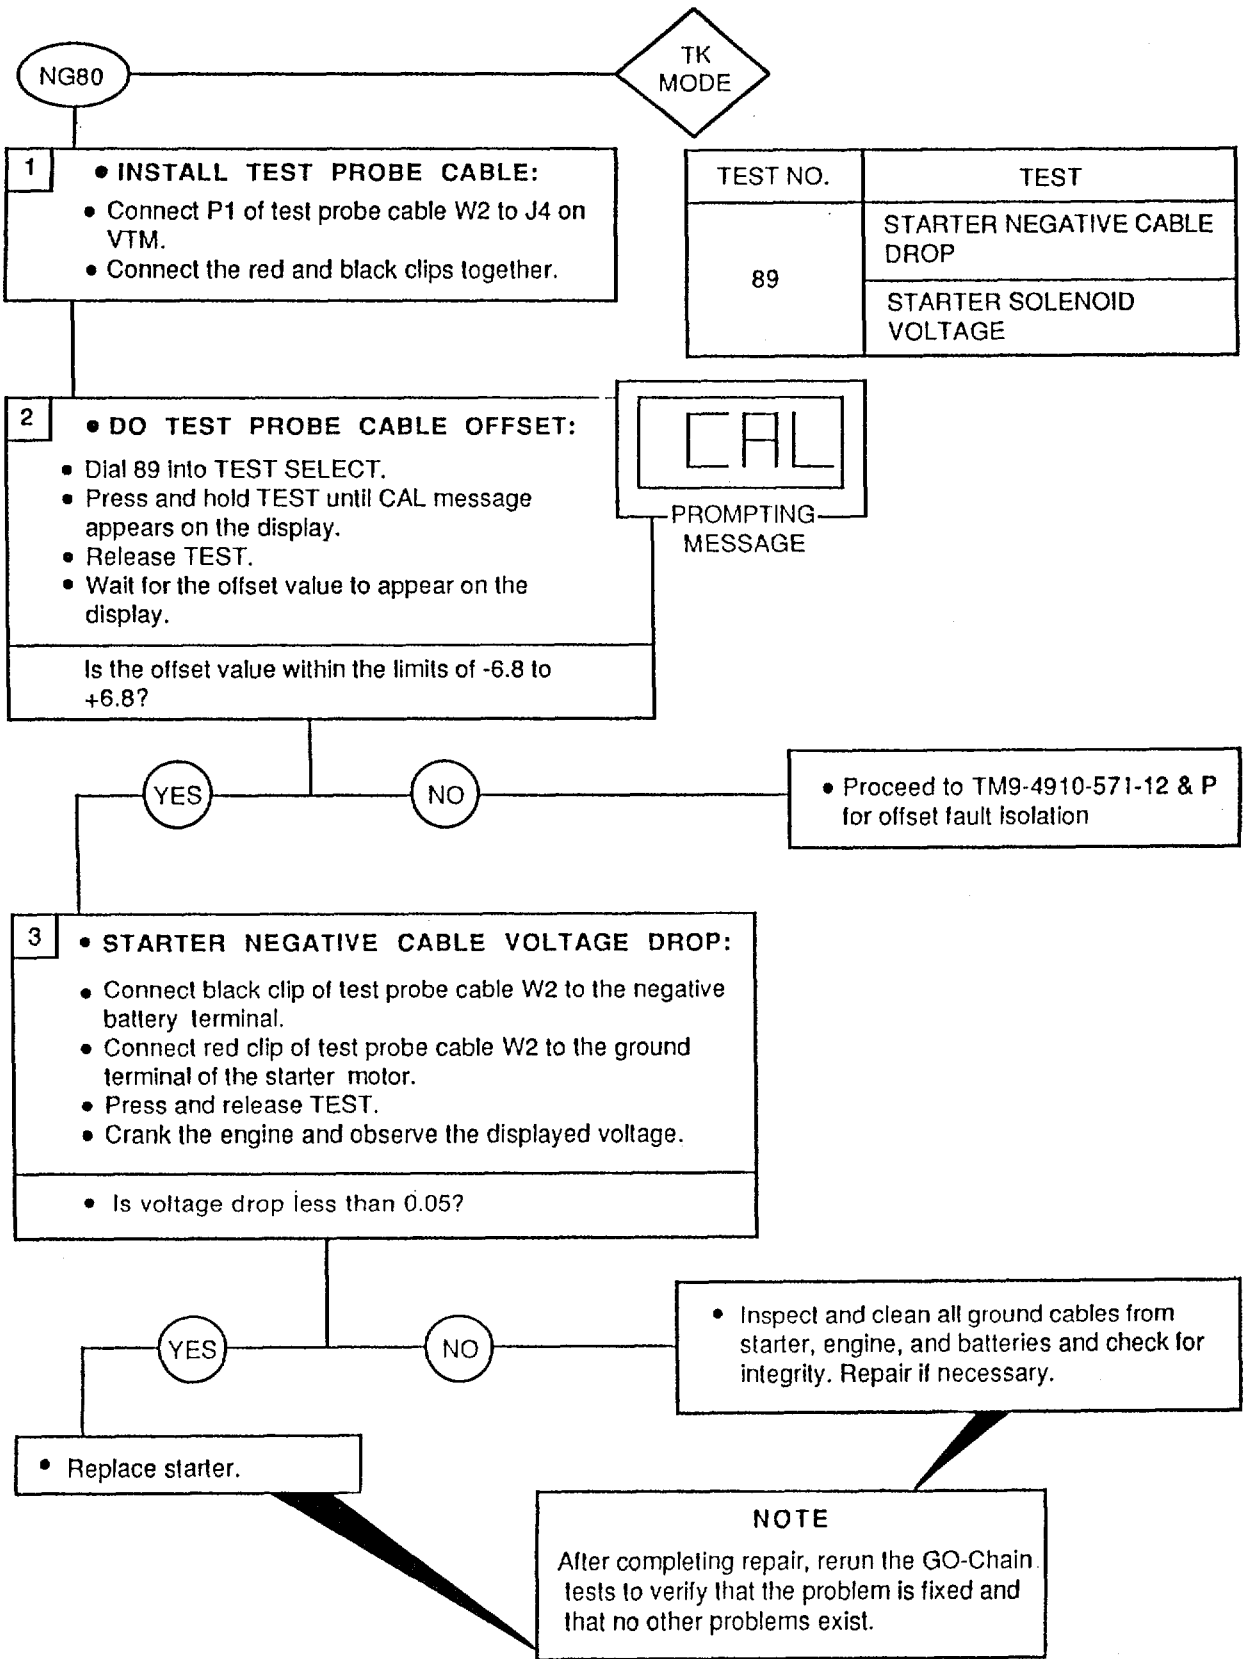 NG80
TK
MODE
1
• INSTALL TEST PROBE CABLE:
• Connect P1 of test probe cable W2 to J4 on
VTM.
• Connect the red and black clips together.
TEST NO.
TEST
89
STARTER NEGATIVE CABLE
DROP
STARTER SOLENOID
VOLTAGE
2
• DO TEST PROBE CABLE OFFSET:
• Dial 89 into TEST SELECT.
• Press and hold TEST until CAL message
appears on the display.
• Release TEST.
• Wait for the offset value to appear on the
display.
Is the offset value within the limits of -6.8 to
+6.8?
CAL
PROMPTING
MESSAGE
YES
NO
• Proceed to TM9-4910-571-12 & P
for offset fault isolation
3
• STARTER NEGATIVE CABLE VOLTAGE DROP:
• Connect black clip of test probe cable W2 to the negative
battery terminal.
• Connect red clip of test probe cable W2 to the ground
terminal of the starter motor.
• Press and release TEST.
• Crank the engine and observe the displayed voltage.
• Is voltage drop less than 0.05?
YES
NO
• Inspect and clean all ground cables from
starter, engine, and batteries and check for
integrity. Repair if necessary.
• Replace starter.
NOTE
After completing repair, rerun the GO-Chain
tests to verify that the problem is fixed and
that no other problems exist.